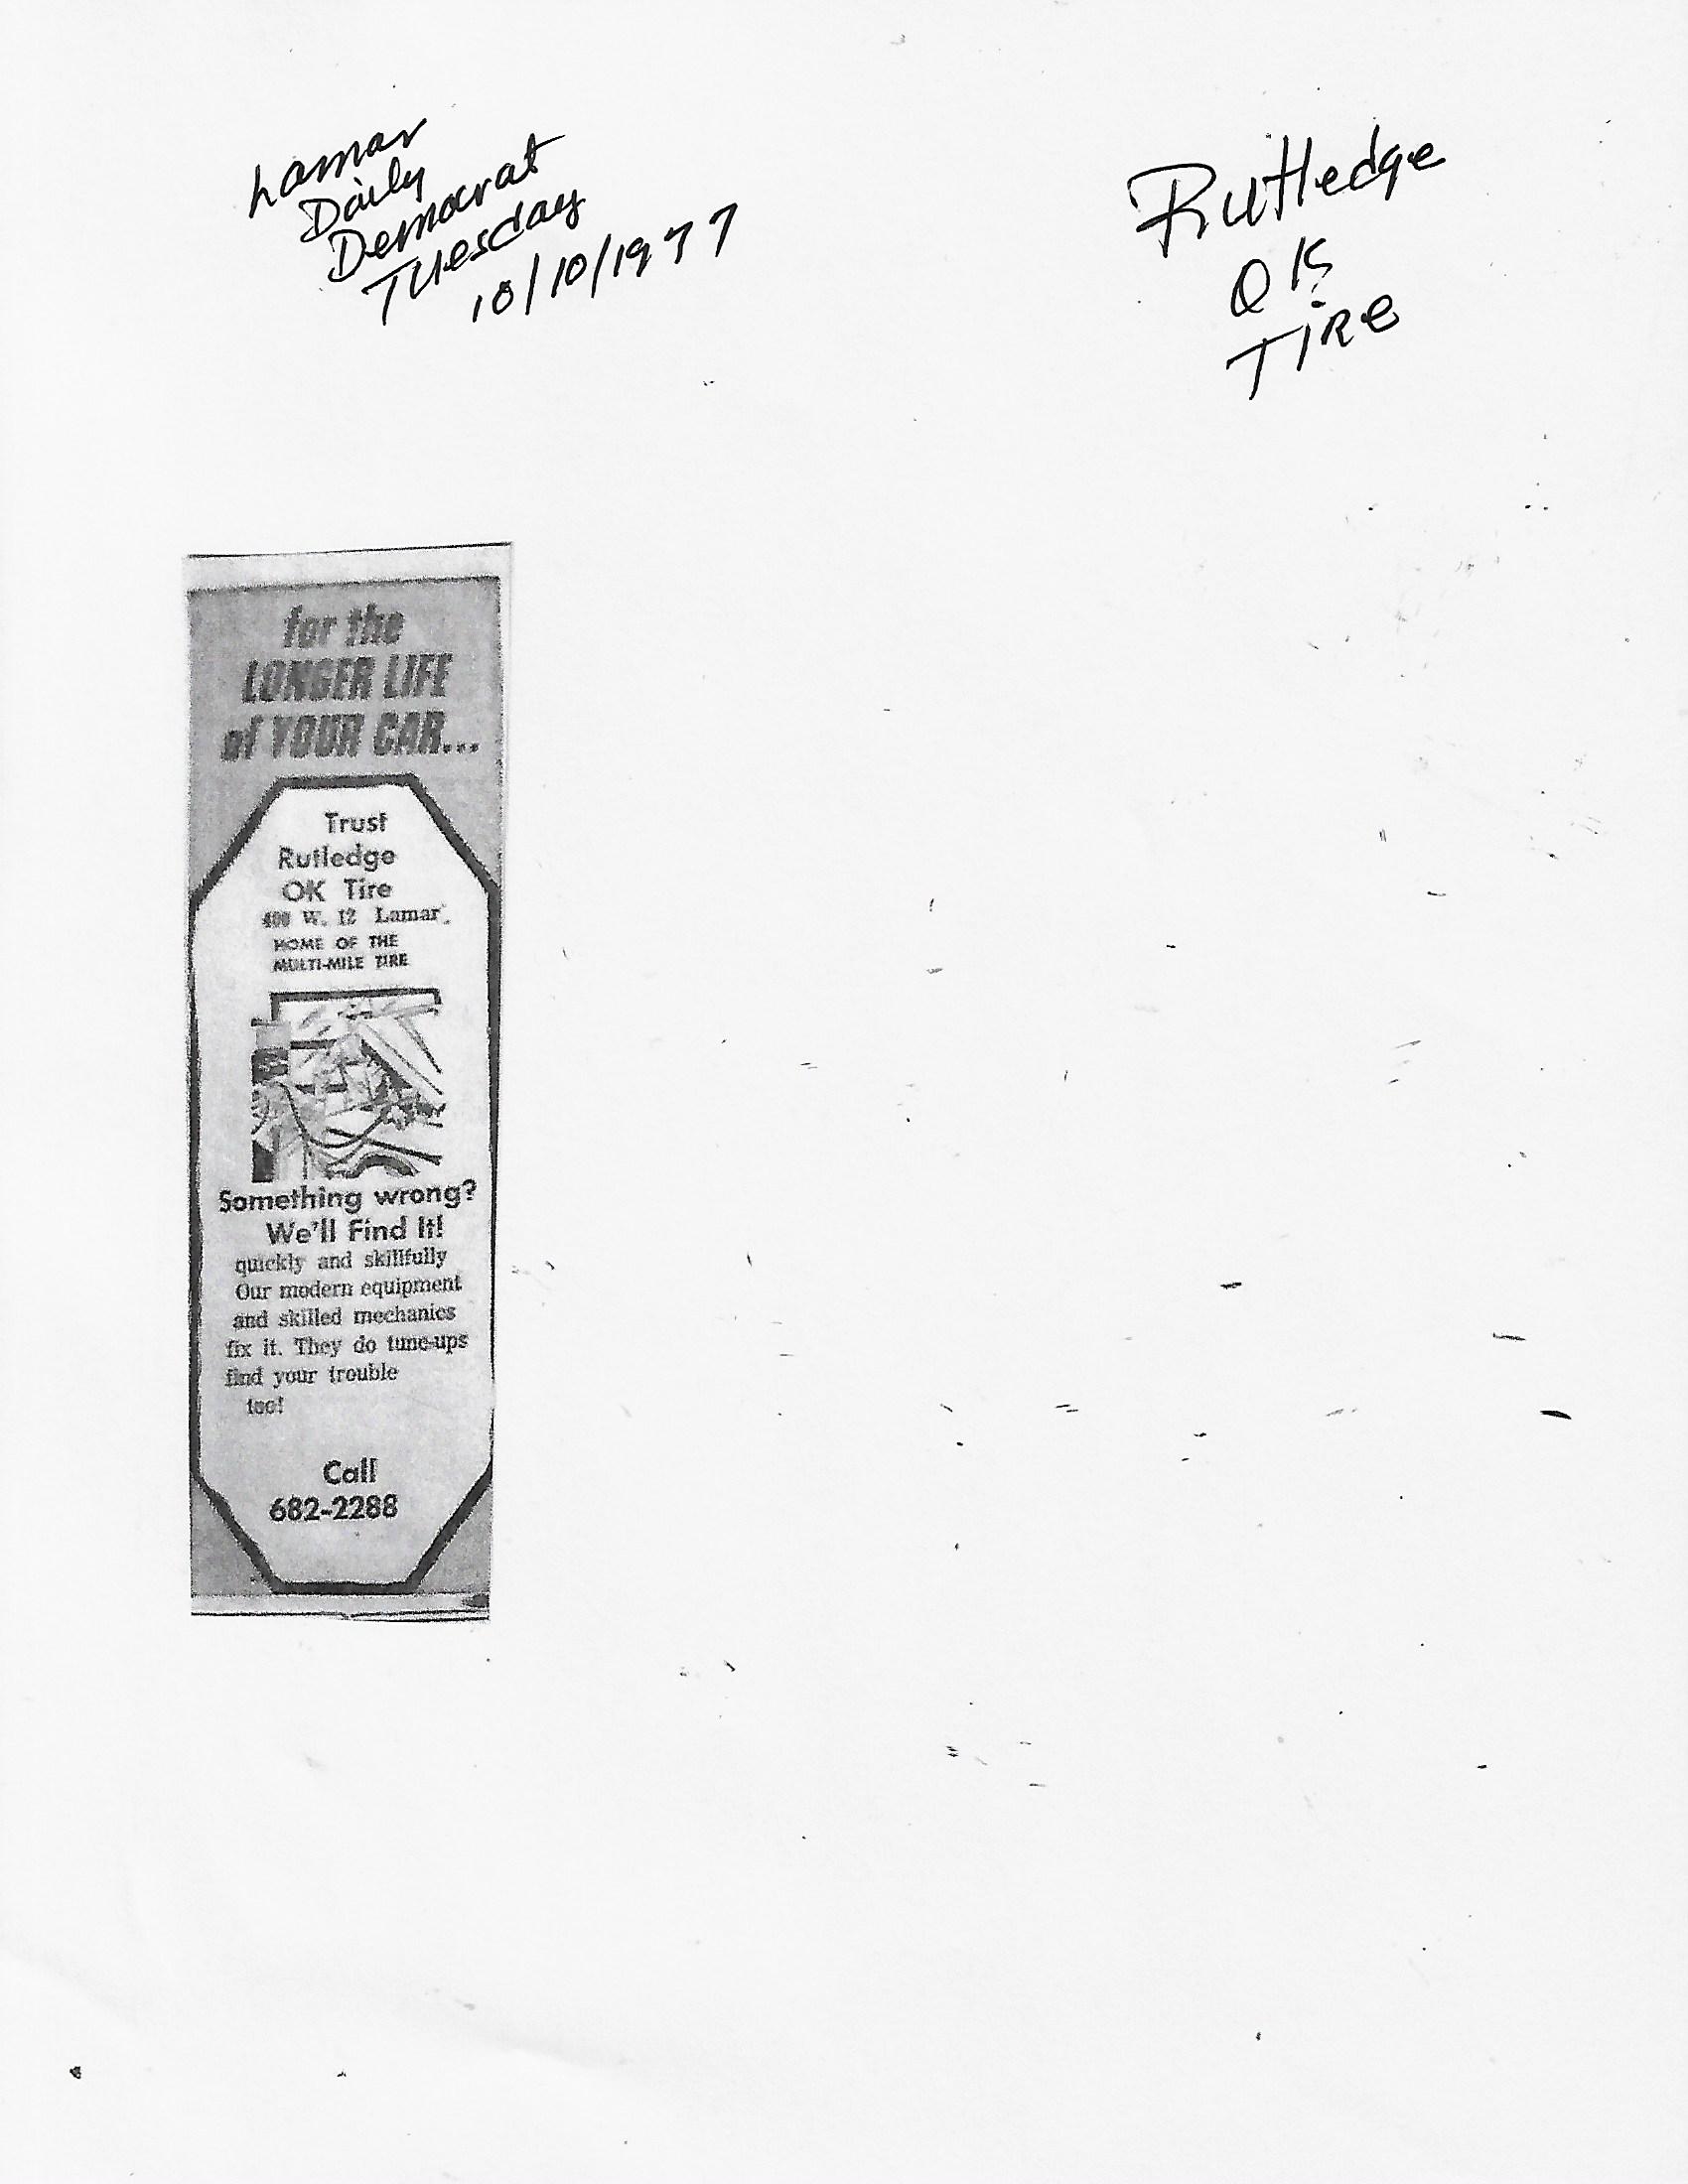 Lamar
Daily
Democrat
Tuesday
10/10/1977
Rutledge
OK
TIRe
for the
LONGER LIFE
of YOUR CAR...
Trust
Rutledge
OK Tire
400 W. 12 Lamar
HOME OF THE
MULTI-MILE TIRE
Something wrong?
We'll Find It!
quickly and skillfully
Our modern equipment
and skilled mechanics
fix it. They do tune-ups
find your trouble
too!
Call
682-2288